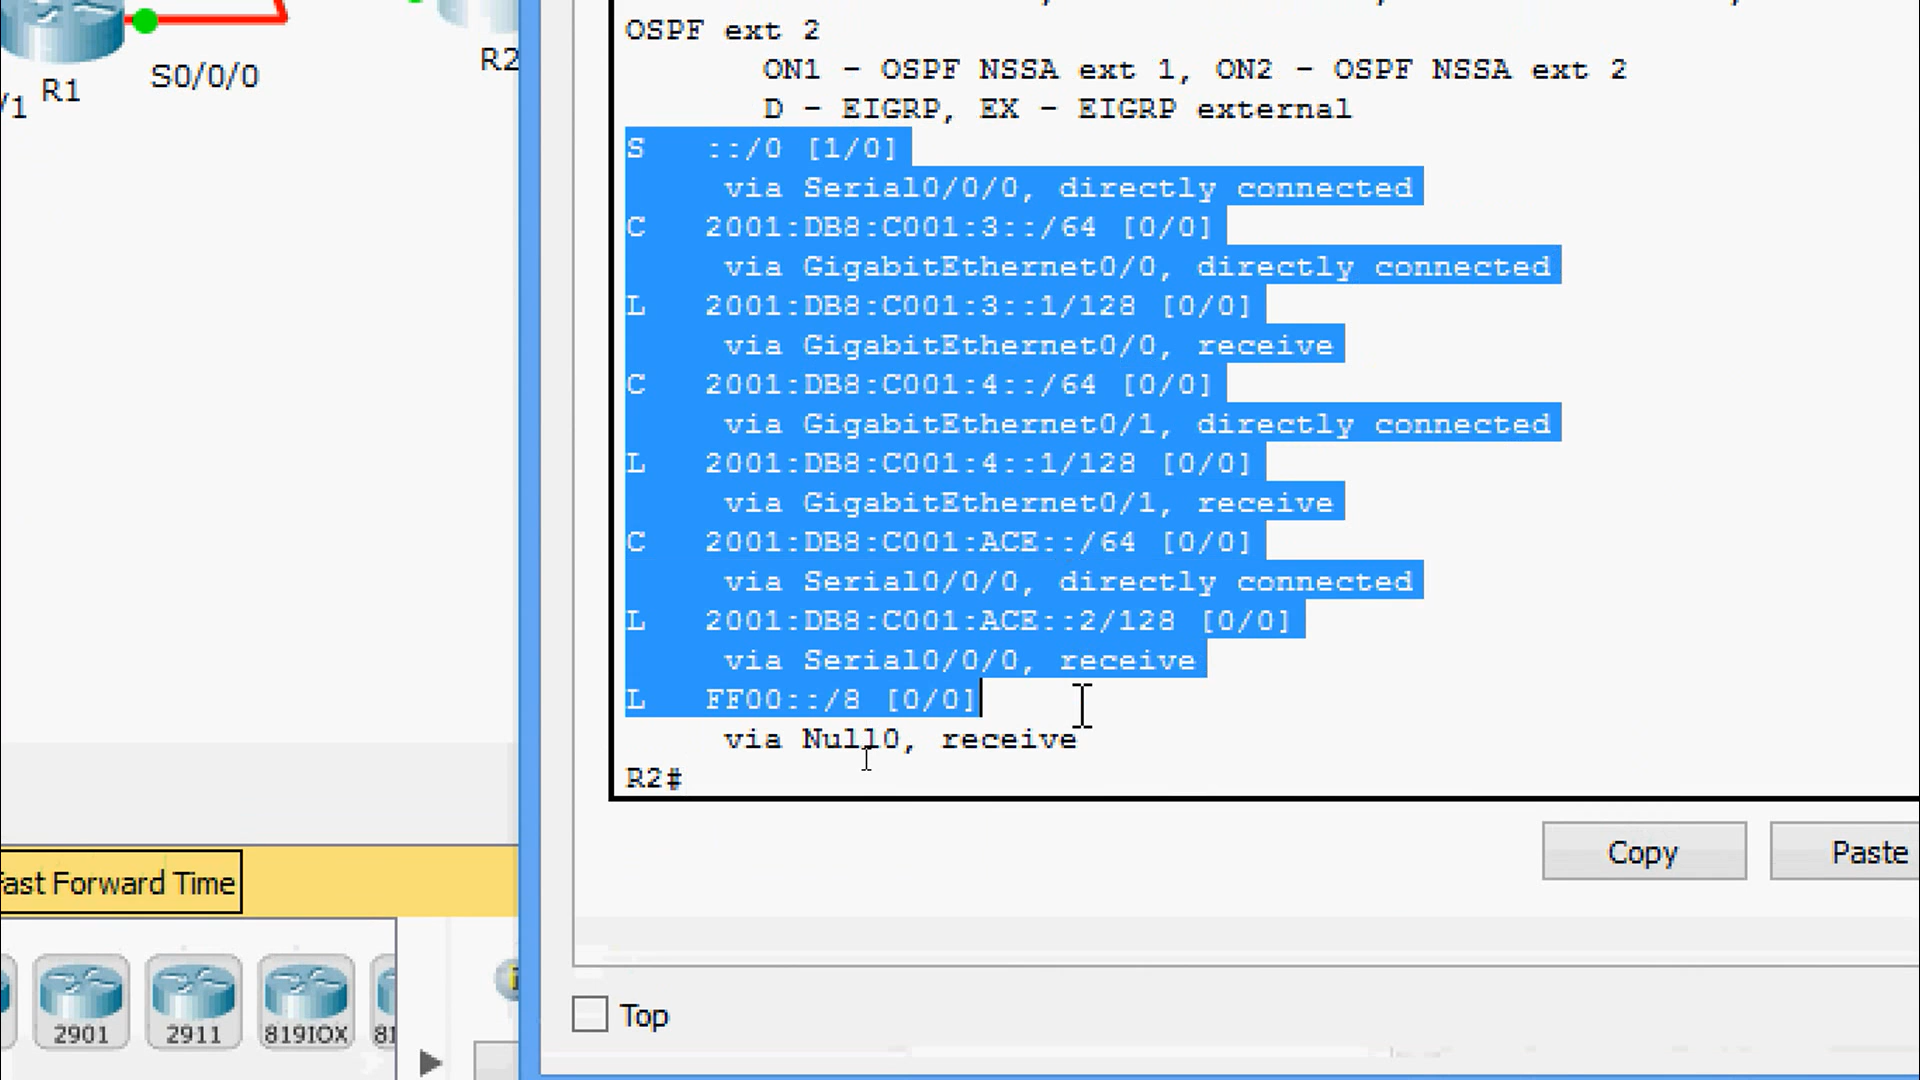 OSPF ext 2
ON1 - OSPF NSSA ext 1, ON2 - OSPF NSSA ext 2
D - EIGRP, EX - EIGRP external
S ::/0 [1/0]
via Serial0/0/0, directly connected
C 2001:DB8:C001:3::/64 [0/0]
via GigabitEthernet0/0, directly connected
L 2001:DB8:C001:3::1/128 [0/0]
via GigabitEthernet0/0, receive
C 2001:DB8:C001:4::/64 [0/0]
via GigabitEthernet0/1, directly connected
L 2001:DB8:C001:4::1/128 [0/0]
via GigabitEthernet0/1, receive
C 2001:DB8:C001:ACE::/64 [0/0]
via Serial0/0/0, directly connected
L 2001:DB8:C001:ACE::2/128 [0/0]
via Serial0/0/0, receive
L FF00::/8 [0/0]
via Null0, receive
R2#
Copy
Paste
Top
R1
S0/0/0
R2
/1
Fast Forward Time
2901
2911
819IOX